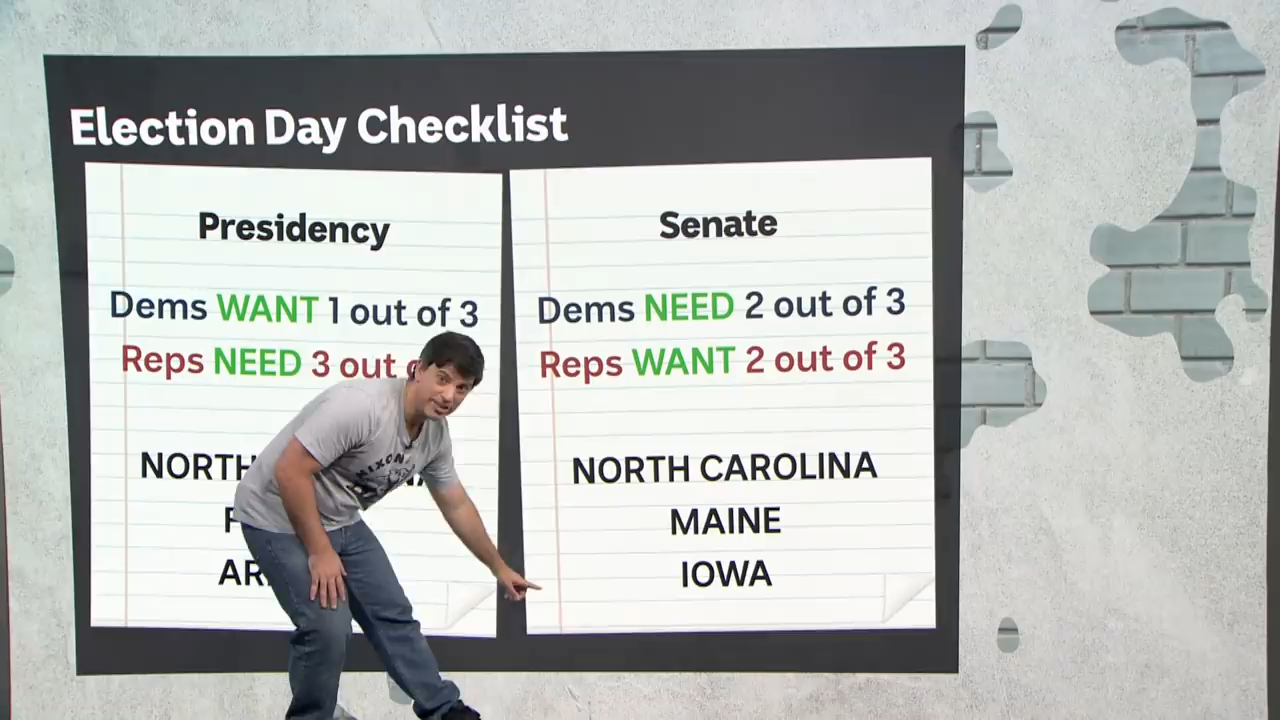 Election Day Checklist
Presidency
Dems WANT 1 out of 3
Reps NEED 3 out
NORTH
Senate
Dems NEED 2 out of 3
Reps WANT 2 out of 3
NORTH CAROLINA
MAINE
IOWA